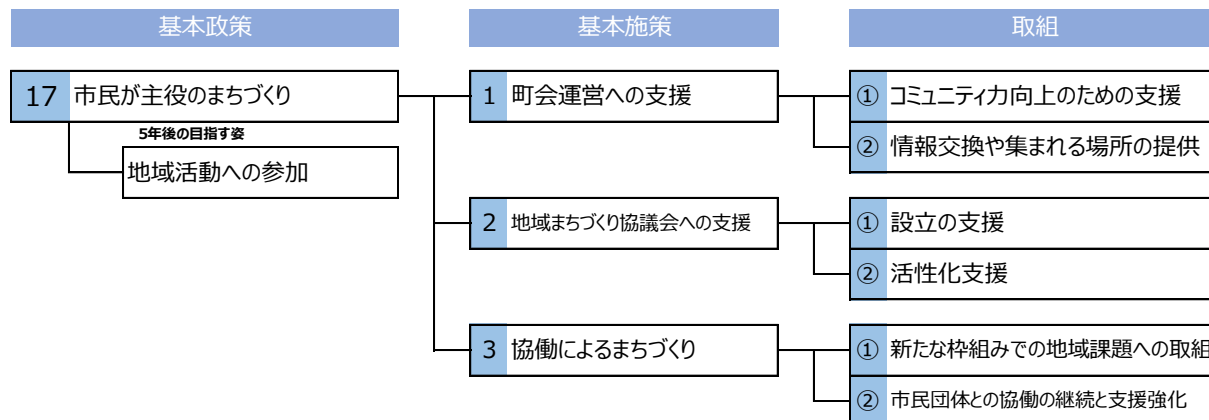 基本政策
基本施策
取組
17 市民が主役のまちづくり
5年後の目指す姿
地域活動への参加
1 町会運営への支援
① コミュニティ力向上のための支援
② 情報交換や集まれる場所の提供
2 地域まちづくり協議会への支援
① 設立の支援
② 活性化支援
3 協働によるまちづくり
① 新たな枠組みでの地域課題への取組
② 市民団体との協働の継続と支援強化